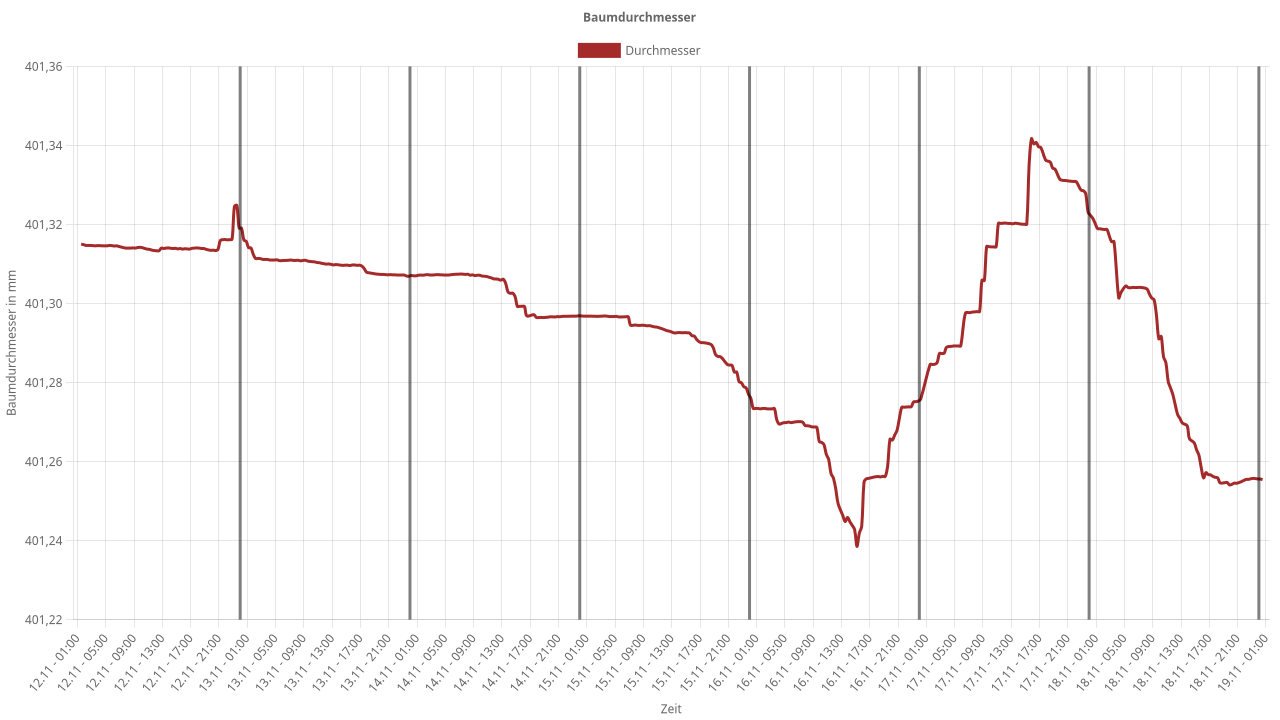 Baumdurchmesser
Durchmesser
401,36
401,34
401,32
401,30
401,28
401,26
401,24
401,22
Baumdurchmesser in mm
12.11 - 01:00
12.11 - 05:00
12.11 - 09:00
12.11 - 13:00
12.11 - 17:00
12.11 - 21:00
13.11 - 01:00
13.11 - 05:00
13.11 - 09:00
13.11 - 13:00
13.11 - 17:00
13.11 - 21:00
14.11 - 01:00
14.11 - 05:00
14.11 - 09:00
14.11 - 13:00
14.11 - 17:00
14.11 - 21:00
15.11 - 01:00
15.11 - 05:00
15.11 - 09:00
15.11 - 13:00
15.11 - 17:00
15.11 - 21:00
16.11 - 01:00
16.11 - 05:00
16.11 - 09:00
16.11 - 13:00
16.11 - 17:00
16.11 - 21:00
17.11 - 01:00
17.11 - 05:00
17.11 - 09:00
17.11 - 13:00
17.11 - 17:00
17.11 - 21:00
18.11 - 01:00
18.11 - 05:00
18.11 - 09:00
18.11 - 13:00
18.11 - 17:00
18.11 - 21:00
19.11 - 01:00
Zeit